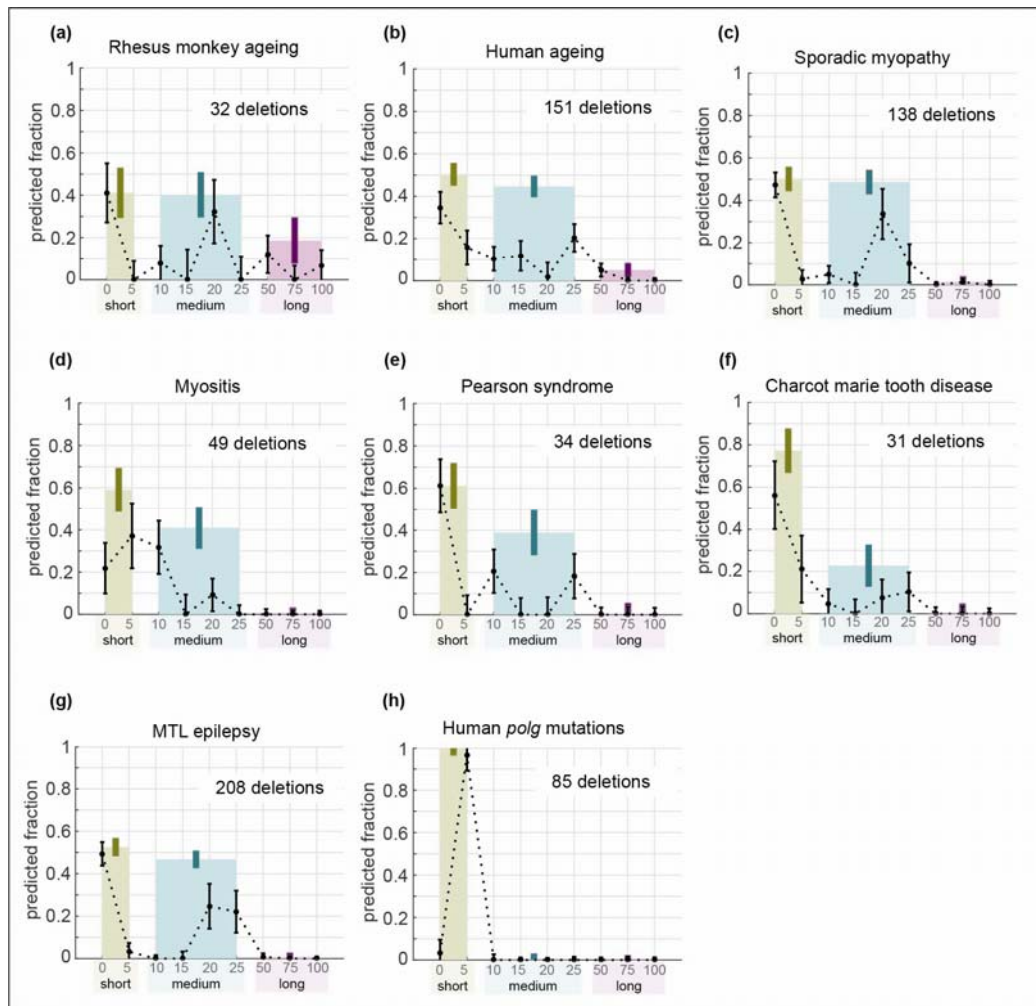 (a)
Rhesus monkey ageing
32 deletions
predicted fraction
1
0.8
0.6
0.4
0.2
0
0 5 10 15 20 25 50 75 100
short medium long
(b)
Human ageing
151 deletions
predicted fraction
1
0.8
0.6
0.4
0.2
0
0 5 10 15 20 25 50 75 100
short medium long
(c)
Sporadic myopathy
138 deletions
predicted fraction
1
0.8
0.6
0.4
0.2
0
0 5 10 15 20 25 50 75 100
short medium long
(d)
Myositis
49 deletions
predicted fraction
1
0.8
0.6
0.4
0.2
0
0 5 10 15 20 25 50 75 100
short medium long
(e)
Pearson syndrome
34 deletions
predicted fraction
1
0.8
0.6
0.4
0.2
0
0 5 10 15 20 25 50 75 100
short medium long
(f)
Charcot marie tooth disease
31 deletions
predicted fraction
1
0.8
0.6
0.4
0.2
0
0 5 10 15 20 25 50 75 100
short medium long
(g)
MTL epilepsy
208 deletions
predicted fraction
1
0.8
0.6
0.4
0.2
0
0 5 10 15 20 25 50 75 100
short medium long
(h)
Human polg mutations
85 deletions
predicted fraction
1
0.8
0.6
0.4
0.2
0
0 5 10 15 20 25 50 75 100
short medium long